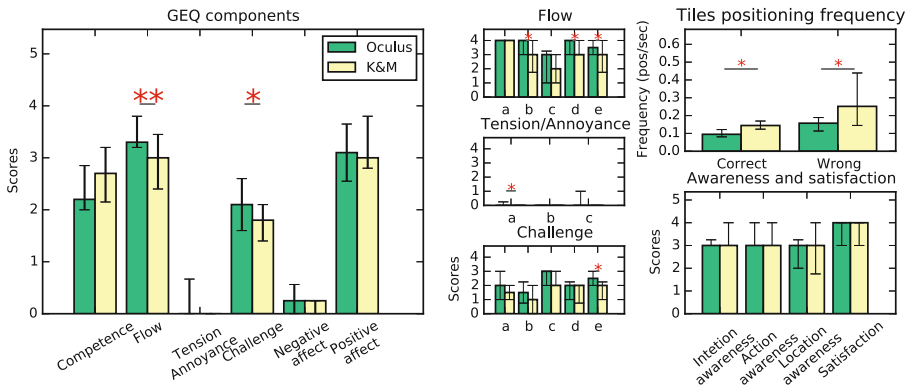 GEQ components
Scores
5
4
3
2
1
0
Oculus
K&M
**
*
Competence
Flow
Tension
Annoyance
Challenge
Negative
affect
Positive
affect
Flow
4
3
2
1
0
* * *
a b c d e
Tension/Annoyance
4
3
2
1
0
*
a b c
Challenge
Scores
4
3
2
1
0
*
a b c d e
Tiles positioning frequency
Frequency (pos/sec)
0.6
0.5
0.4
0.3
0.2
0.1
0.0
* *
Correct Wrong
Awareness and satisfaction
Scores
5
4
3
2
1
0
Intetion
awareness
Action
awareness
Location
awareness
Satisfaction